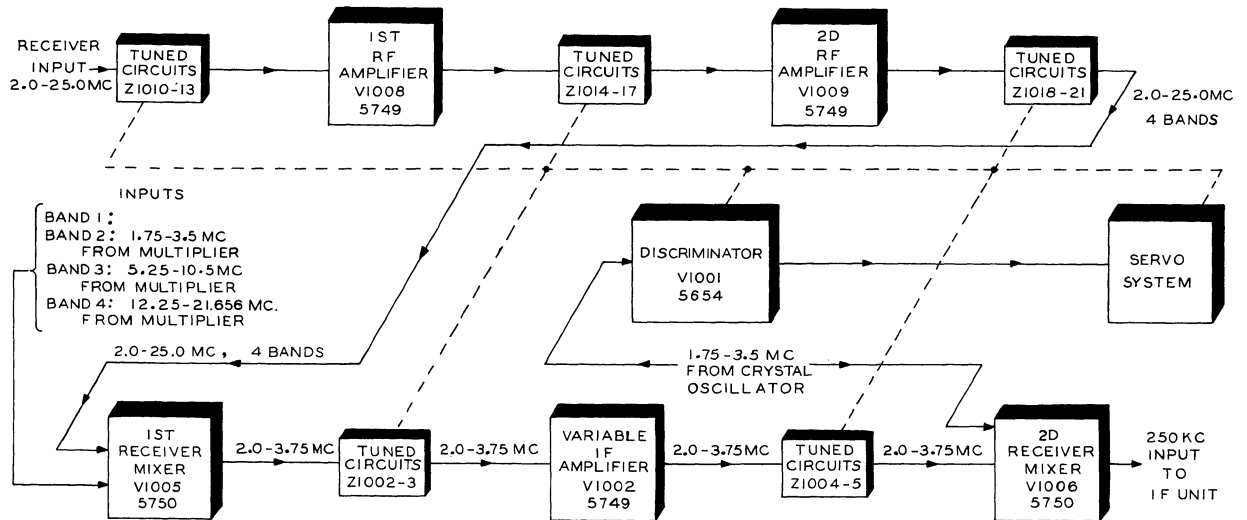 RECEIVER
INPUT
2.0-25.0MC
TUNED
CIRCUITS
Z1010-13
1ST
RF
AMPLIFIER
V1008
5749
TUNED
CIRCUITS
Z1014-17
2D
RF
AMPLIFIER
V1009
5749
TUNED
CIRCUITS
Z1018-21
2.0-25.0MC
4 BANDS
INPUTS
BAND 1:
BAND 2: 1.75-3.5 MC
FROM MULTIPLIER
BAND 3: 5.25-10.5MC
FROM MULTIPLIER
BAND 4: 12.25-21.656 MC.
FROM MULTIPLIER
DISCRIMINATOR
V1001
5654
SERVO
SYSTEM
2.0-25.0 MC, 4 BANDS
1.75-3.5 MC
FROM CRYSTAL
OSCILLATOR
1ST
RECEIVER
MIXER
V1005
5750
2.0-3.75 MC
TUNED
CIRCUITS
Z1002-3
2.0-3.75 MC
VARIABLE
IF
AMPLIFIER
V1002
5749
2.0-3.75 MC
TUNED
CIRCUITS
Z1004-5
2.0-3.75 MC
2D
RECEIVER
MIXER
V1006
5750
250 KC
INPUT
TO
IF UNIT